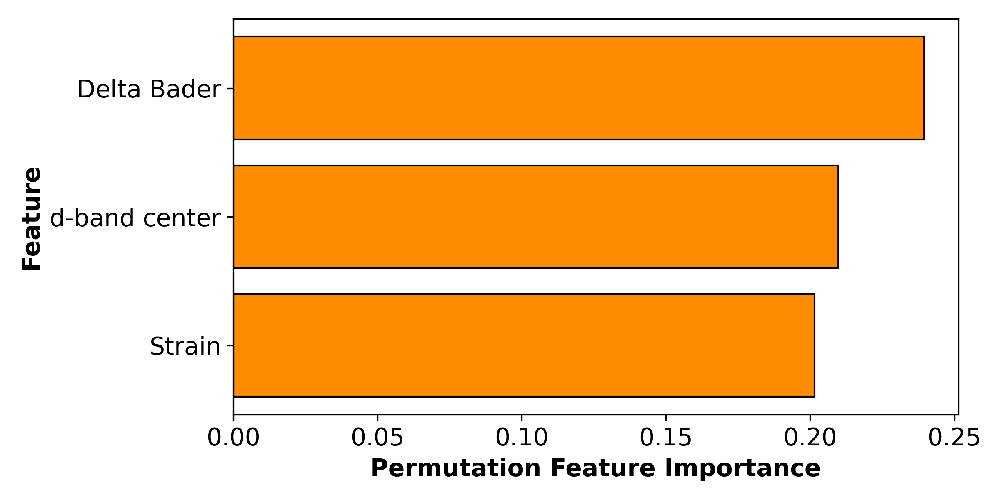 Delta Bader
d-band center
Strain
Feature
0.00 0.05 0.10 0.15 0.20 0.25
Permutation Feature Importance